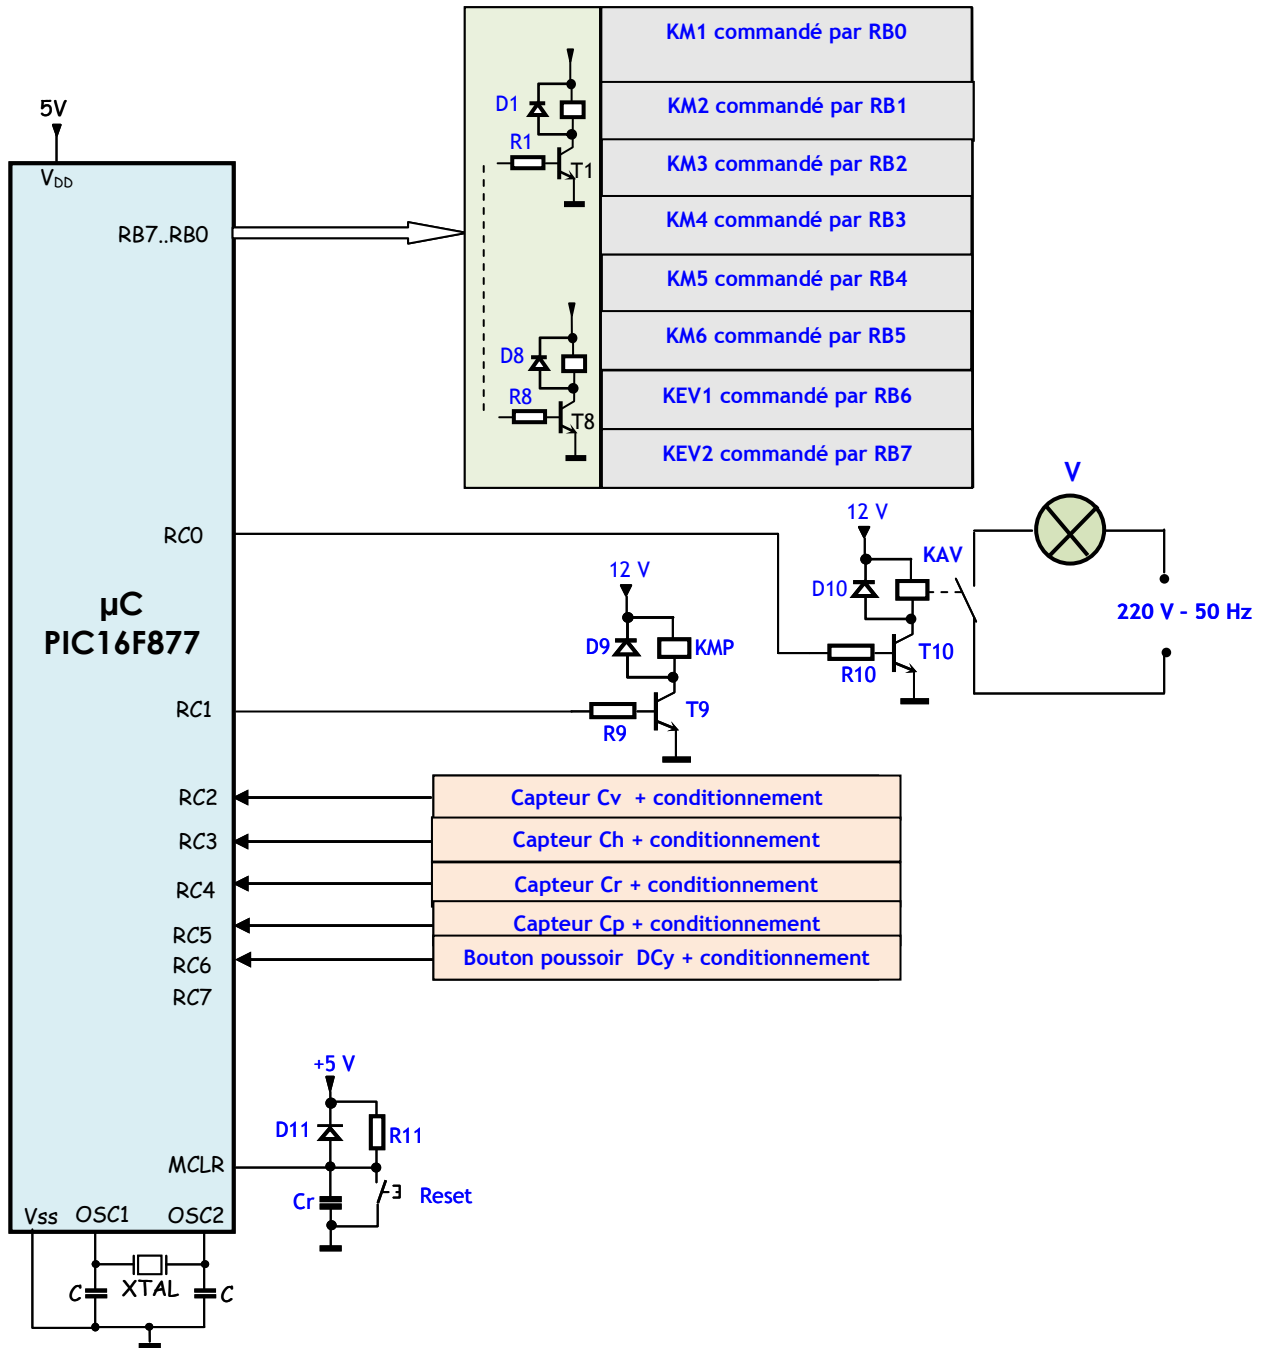 KM1 commandé par RB0
D1
KM2 commandé par RB1
5V
R1
T1
KM3 commandé par RB2
VDD
RB7..RB0
KM4 commandé par RB3
KM5 commandé par RB4
D8
KM6 commandé par RB5
R8
T8
KEV1 commandé par RB6
KEV2 commandé par RB7
V
12 V
RC0
KAV
12 V
D10
220 V - 50 Hz
µC
PIC16F877
D9
KMP
T10
R10
RC1
T9
R9
RC2
Capteur Cv + conditionnement
RC3
Capteur Ch + conditionnement
RC4
Capteur Cr + conditionnement
RC5
Capteur Cp + conditionnement
RC6
Bouton poussoir DCy + conditionnement
RC7
+5 V
D11
R11
MCLR
Cr
Reset
Vss
OSC1
OSC2
C
XTAL
C